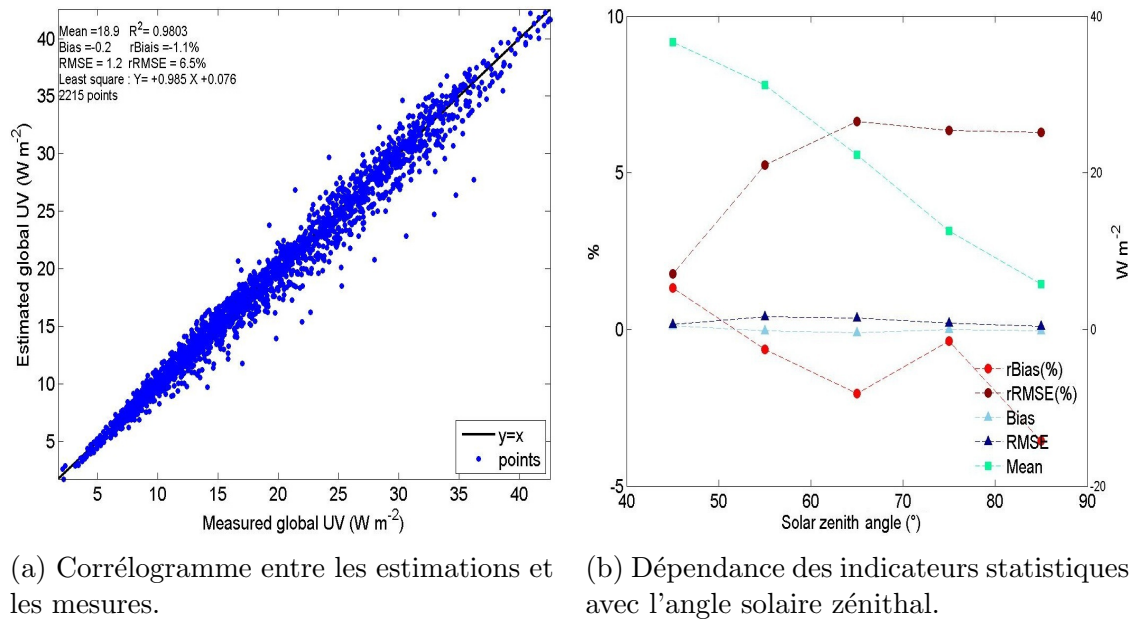 Mean =18.9 R2= 0.9803
Bias =-0.2 rBiais =-1.1%
RMSE = 1.2 rRMSE = 6.5%
Least square : Y= +0.985 X +0.076
2215 points
40
35
30
25
20
15
10
5
Estimated global UV (W m-2)
y=x
points
5 10 15 20 25 30 35 40
Measured global UV (W m-2)
10
5
0
-5
%
40
20
0
-20
W m-2
rBias(%)
rRMSE(%)
Bias
RMSE
Mean
40 50 60 70 80 90
Solar zenith angle (°)
(a) Corrélogramme entre les estimations et
les mesures.
(b) Dépendance des indicateurs statistiques
avec l'angle solaire zénithal.